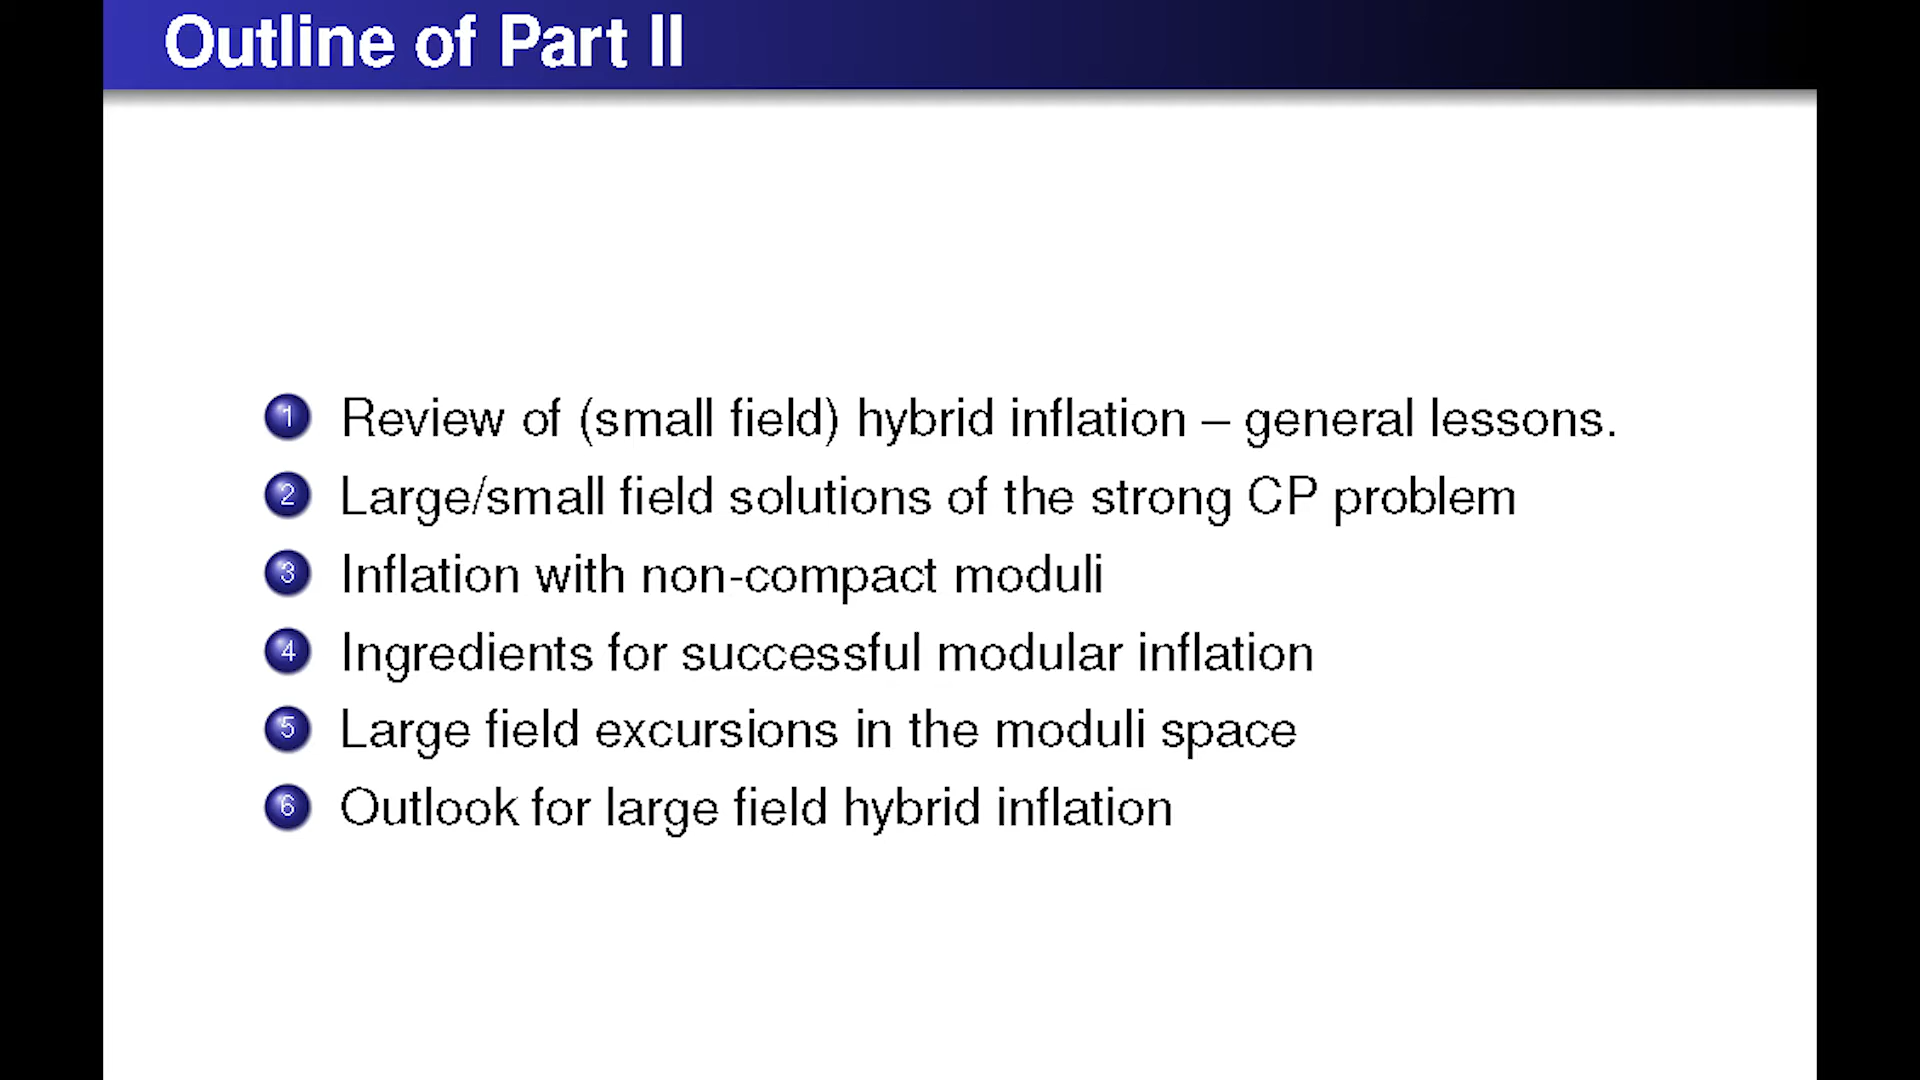 Outline of Part II
1 Review of (small field) hybrid inflation – general lessons.
2 Large/small field solutions of the strong CP problem
3 Inflation with non-compact moduli
4 Ingredients for successful modular inflation
5 Large field excursions in the moduli space
6 Outlook for large field hybrid inflation